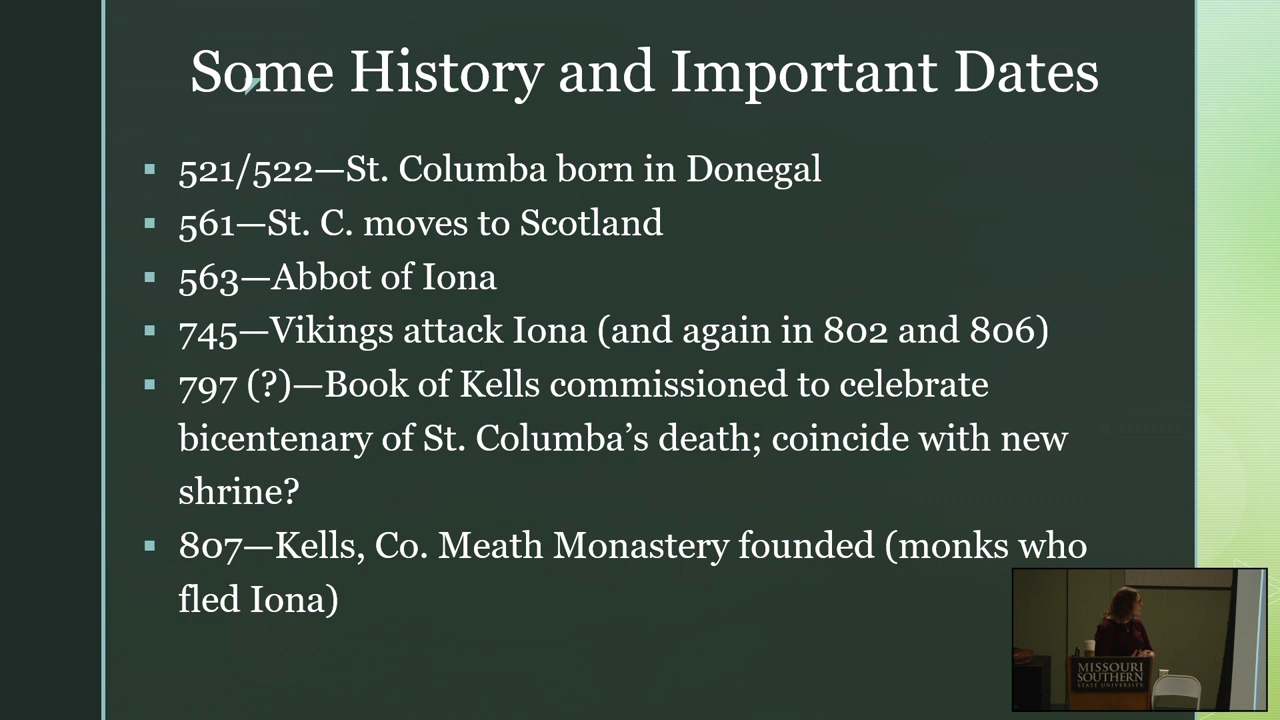 Some History and Important Dates
521/522—St. Columba born in Donegal
561—St. C. moves to Scotland
563—Abbot of Iona
745—Vikings attack Iona (and again in 802 and 806)
797 (?)—Book of Kells commissioned to celebrate
bicentenary of St. Columba’s death; coincide with new
shrine?
807—Kells, Co. Meath Monastery founded (monks who
fled Iona)
MISSOURI
SOUTHERN
STATE UNIVERSITY